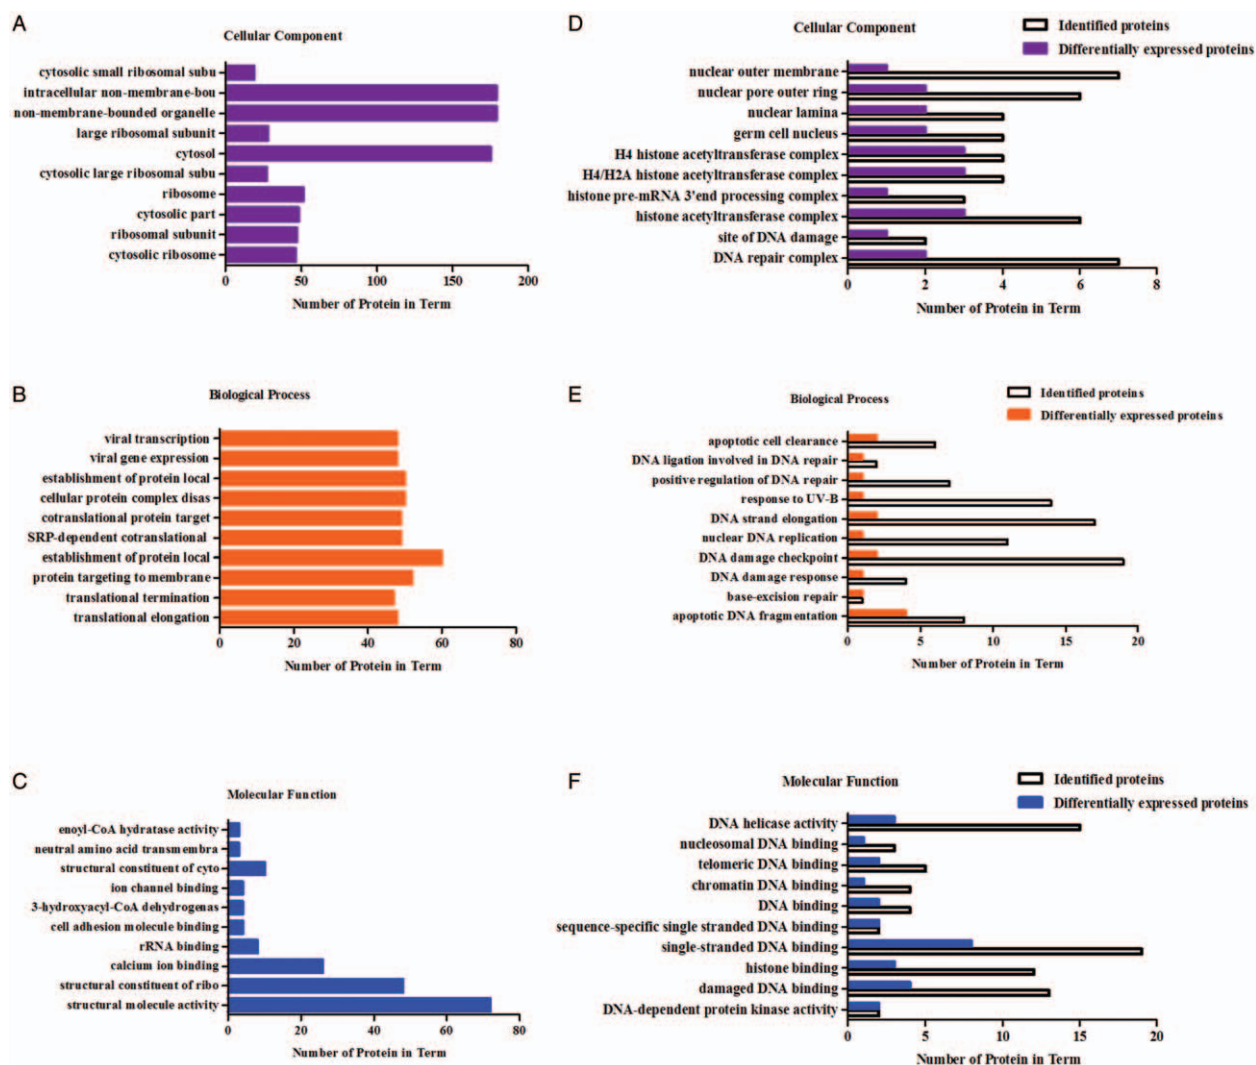 A
Cellular Component
cytosolic small ribosomal subu
intracellular non-membrane-bou
non-membrane-bounded organelle
large ribosomal subunit
cytosol
cytosolic large ribosomal subu
ribosome
cytosolic part
ribosomal subunit
cytosolic ribosome
0 50 100 150 200
Number of Protein in Term
D
Cellular Component
Identified proteins
Differentially expressed proteins
nuclear outer membrane
nuclear pore outer ring
nuclear lamina
germ cell nucleus
H4 histone acetyltransferase complex
H4/H2A histone acetyltransferase complex
histone pre-mRNA 3'end processing complex
histone acetyltransferase complex
site of DNA damage
DNA repair complex
0 2 4 6 8
Number of Protein in Term
B
Biological Process
viral transcription
viral gene expression
establishment of protein local
cellular protein complex disas
cotranslational protein target
SRP-dependent cotranslational
establishment of protein local
protein targeting to membrane
translational termination
translational elongation
0 20 40 60 80
Number of Protein in Term
E
Biological Process
Identified proteins
Differentially expressed proteins
apoptotic cell clearance
DNA ligation involved in DNA repair
positive regulation of DNA repair
response to UV-B
DNA strand elongation
nuclear DNA replication
DNA damage checkpoint
DNA damage response
base-excision repair
apoptotic DNA fragmentation
0 5 10 15 20
Number of Protein in Term
C
Molecular Function
enoyl-CoA hydratase activity
neutral amino acid transmembra
structural constituent of cyto
ion channel binding
3-hydroxyacyl-CoA dehydrogenas
cell adhesion molecule binding
rRNA binding
calcium ion binding
structural constituent of ribo
structural molecule activity
0 20 40 60 80
Number of Protein in Term
F
Molecular Function
Identified proteins
Differentially expressed proteins
DNA helicase activity
nucleosomal DNA binding
telomeric DNA binding
chromatin DNA binding
DNA binding
sequence-specific single stranded DNA binding
single-stranded DNA binding
histone binding
damaged DNA binding
DNA-dependent protein kinase activity
0 5 10 15 20
Number of Protein in Term